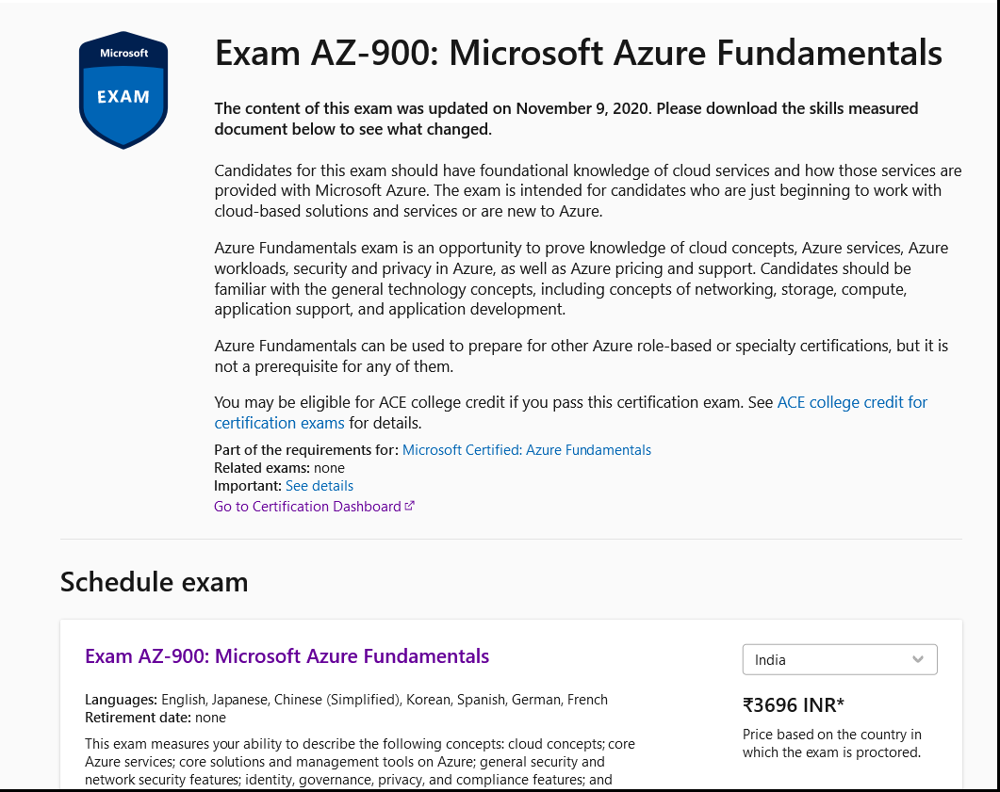 Microsoft
EXAM
Exam AZ-900: Microsoft Azure Fundamentals
The content of this exam was updated on November 9, 2020. Please download the skills measured
document below to see what changed.
Candidates for this exam should have foundational knowledge of cloud services and how those services are
provided with Microsoft Azure. The exam is intended for candidates who are just beginning to work with
cloud-based solutions and services or are new to Azure.
Azure Fundamentals exam is an opportunity to prove knowledge of cloud concepts, Azure services, Azure
workloads, security and privacy in Azure, as well as Azure pricing and support. Candidates should be
familiar with the general technology concepts, including concepts of networking, storage, compute,
application support, and application development.
Azure Fundamentals can be used to prepare for other Azure role-based or specialty certifications, but it is
not a prerequisite for any of them.
You may be eligible for ACE college credit if you pass this certification exam. See ACE college credit for
certification exams for details.
Part of the requirements for: Microsoft Certified: Azure Fundamentals
Related exams: none
Important: See details
Go to Certification Dashboard
Schedule exam
Exam AZ-900: Microsoft Azure Fundamentals
Languages: English, Japanese, Chinese (Simplified), Korean, Spanish, German, French
Retirement date: none
This exam measures your ability to describe the following concepts: cloud concepts; core
Azure services; core solutions and management tools on Azure; general security and
network security features; identity, governance, privacy, and compliance features; and
India
₹3696 INR*
Price based on the country in
which the exam is proctored.